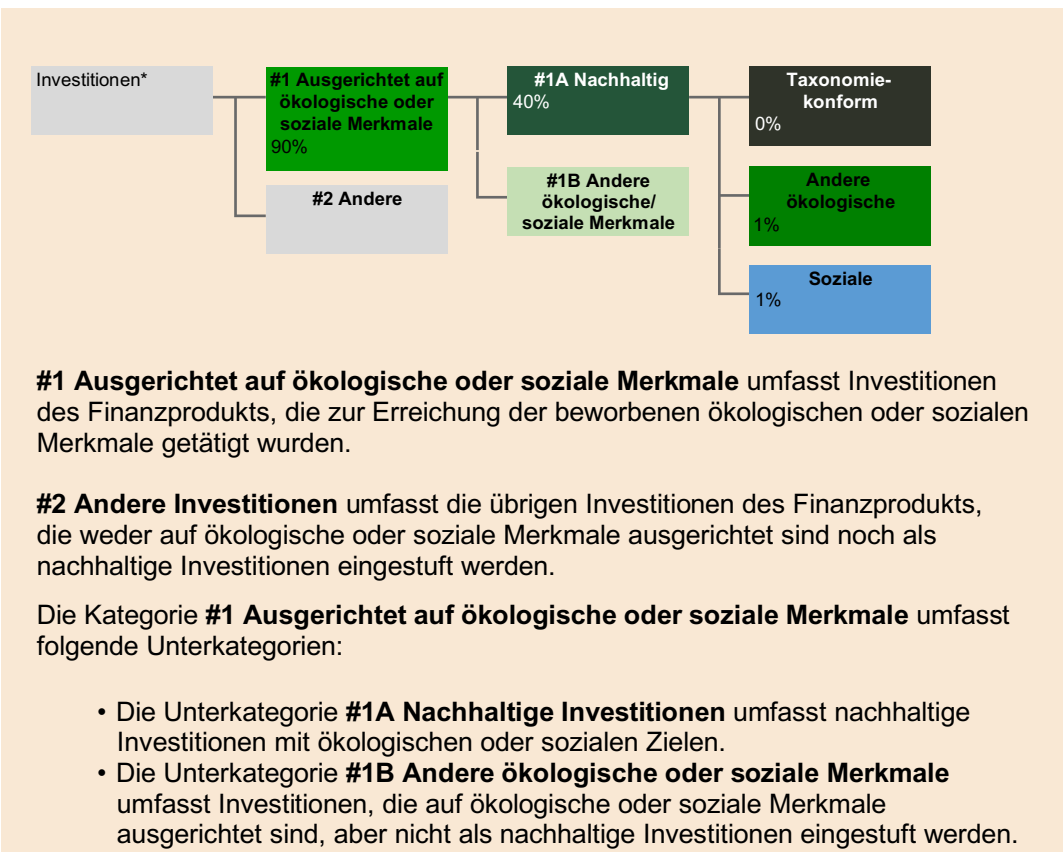 Investitionen*
#1 Ausgerichtet auf
ökologische oder
soziale Merkmale
90%
#2 Andere
#1A Nachhaltig
40%
#1B Andere
ökologische/
soziale Merkmale
Taxonomie-
konform
0%
Andere
ökologische
1%
Soziale
1%
#1 Ausgerichtet auf ökologische oder soziale Merkmale umfasst Investitionen
des Finanzprodukts, die zur Erreichung der beworbenen ökologischen oder sozialen
Merkmale getätigt wurden.
#2 Andere Investitionen umfasst die übrigen Investitionen des Finanzprodukts,
die weder auf ökologische oder soziale Merkmale ausgerichtet sind noch als
nachhaltige Investitionen eingestuft werden.
Die Kategorie #1 Ausgerichtet auf ökologische oder soziale Merkmale umfasst
folgende Unterkategorien:
• Die Unterkategorie #1A Nachhaltige Investitionen umfasst nachhaltige
Investitionen mit ökologischen oder sozialen Zielen.
• Die Unterkategorie #1B Andere ökologische oder soziale Merkmale
umfasst Investitionen, die auf ökologische oder soziale Merkmale
ausgerichtet sind, aber nicht als nachhaltige Investitionen eingestuft werden.